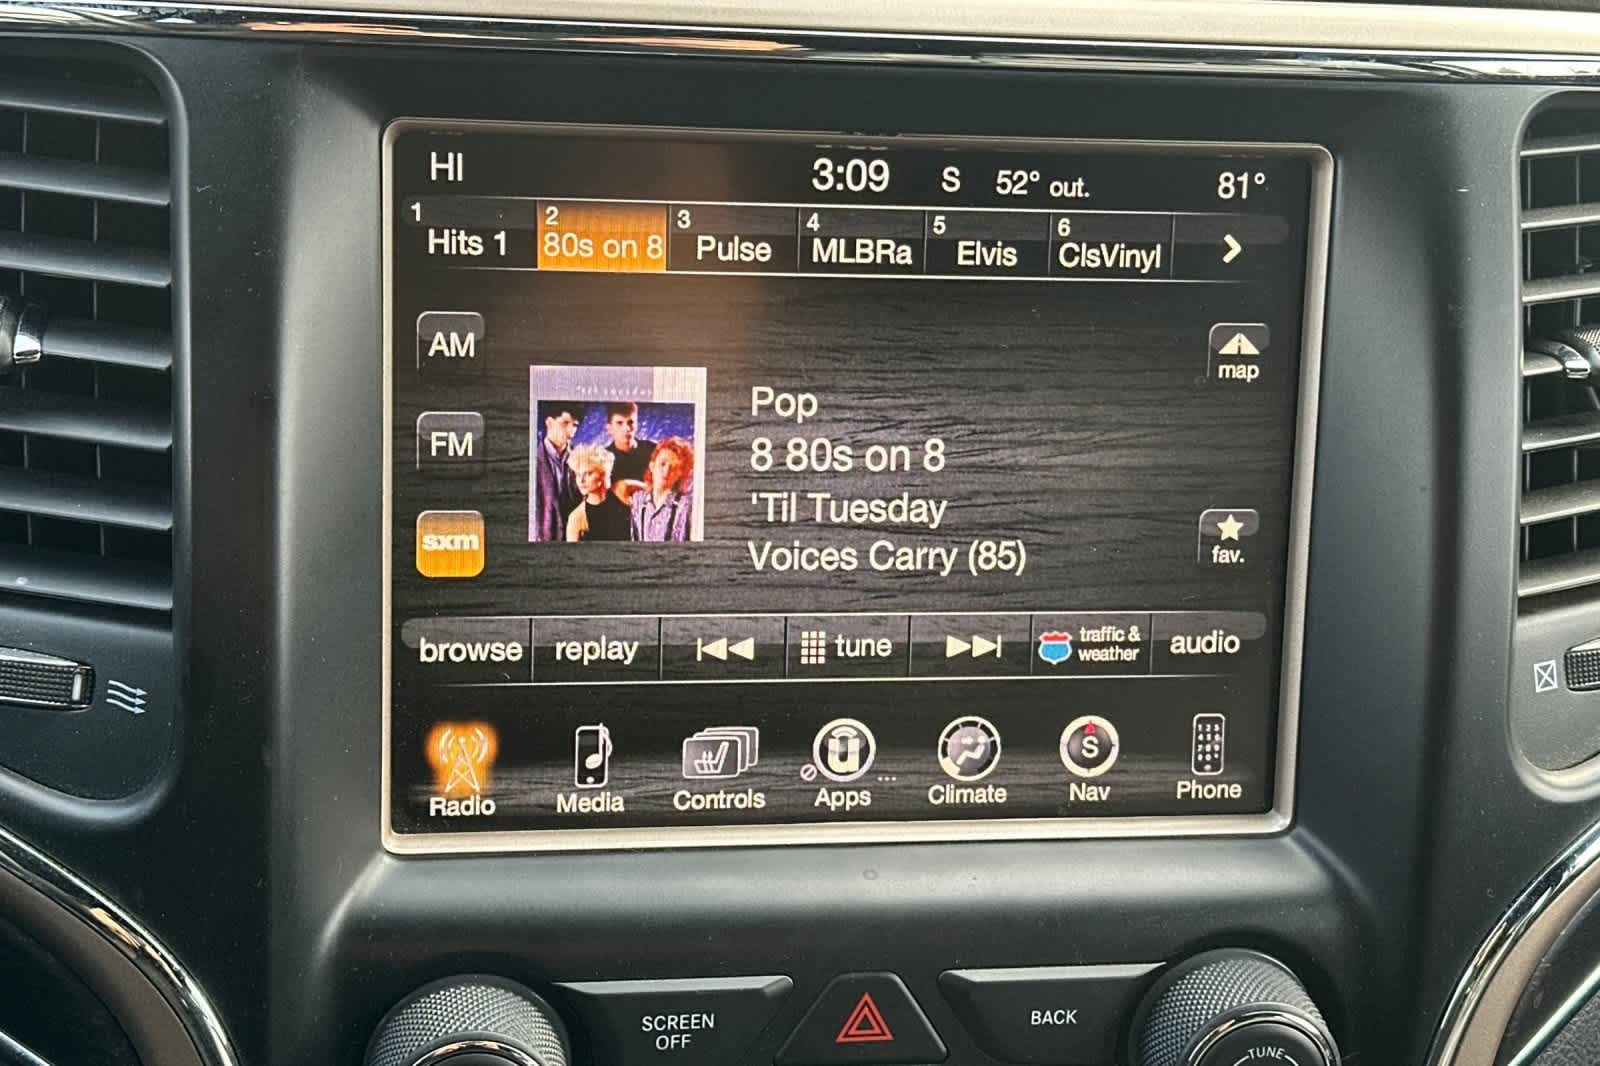 HI 3:09 S 52° out. 81°
1 2 3 4 5 6
Hits 1 80s on 8 Pulse MLBRa Elvis ClsVinyl
AM
map
Pop
FM
8 80s on 8
'Til Tuesday
sxm
fav.
Voices Carry (85)
browse replay tune traffic & weather audio
S
Radio Media Controls Apps Climate Nav Phone
SCREEN
OFF
BACK
TUNE